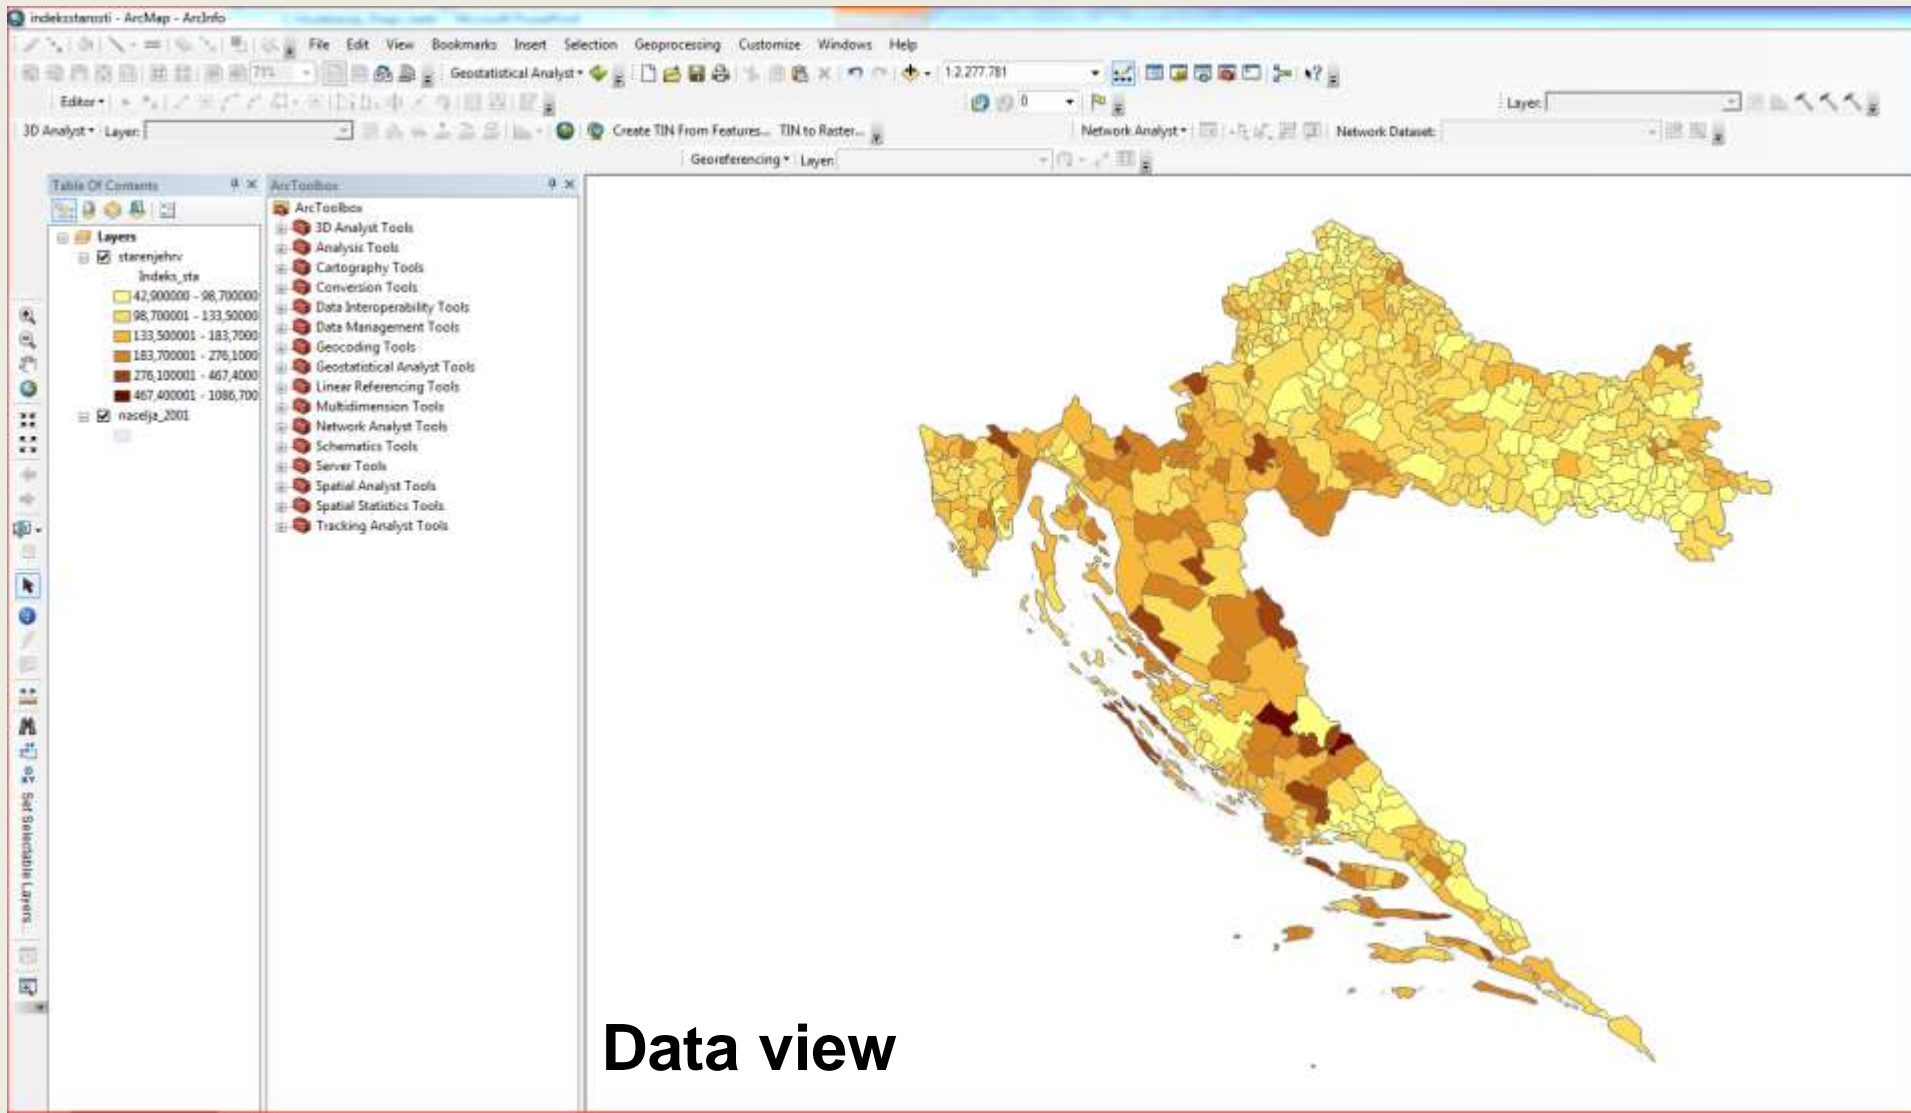 indeksstarosti - ArcMap - ArcInfo
File Edit View Bookmarks Insert Selection Geoprocessing Customize Windows Help
71% Geostatistical Analyst 1:2.277.781
Editor 0 Layer:
3D Analyst Layer: Create TIN From Features... TIN to Raster... Network Analyst Network Dataset:
Georeferencing Layer:
Table Of Contents
Layers
starenjehrv
Indeks_sta
42,900000 - 98,700000
98,700001 - 133,50000
133,500001 - 183,7000
183,700001 - 276,1000
276,100001 - 467,4000
467,400001 - 1086,700
naselja_2001
ArcToolbox
ArcToolbox
3D Analyst Tools
Analysis Tools
Cartography Tools
Conversion Tools
Data Interoperability Tools
Data Management Tools
Geocoding Tools
Geostatistical Analyst Tools
Linear Referencing Tools
Multidimension Tools
Network Analyst Tools
Schematics Tools
Server Tools
Spatial Analyst Tools
Spatial Statistics Tools
Tracking Analyst Tools
Set Selectable Layers...
Data view